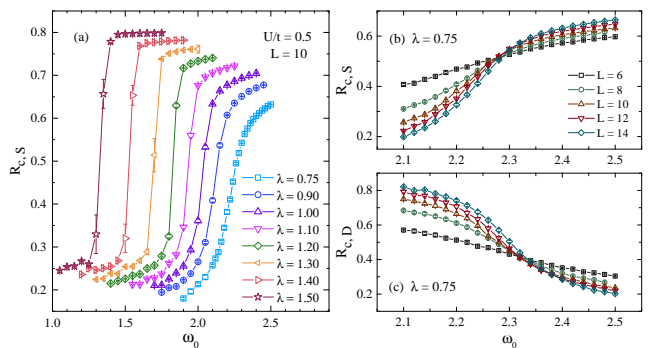 (a)
U/t = 0.5
L = 10
R_{c, S}
0.8
0.7
0.6
0.5
0.4
0.3
0.2
λ = 0.75
λ = 0.90
λ = 1.00
λ = 1.10
λ = 1.20
λ = 1.30
λ = 1.40
λ = 1.50
1.0 1.5 2.0 2.5
ω_0
(b) λ = 0.75
R_{c, S}
0.6
0.4
0.2
L = 6
L = 8
L = 10
L = 12
L = 14
2.1 2.2 2.3 2.4 2.5
R_{c, D}
0.8
0.6
0.4
0.2
(c) λ = 0.75
2.1 2.2 2.3 2.4 2.5
ω_0